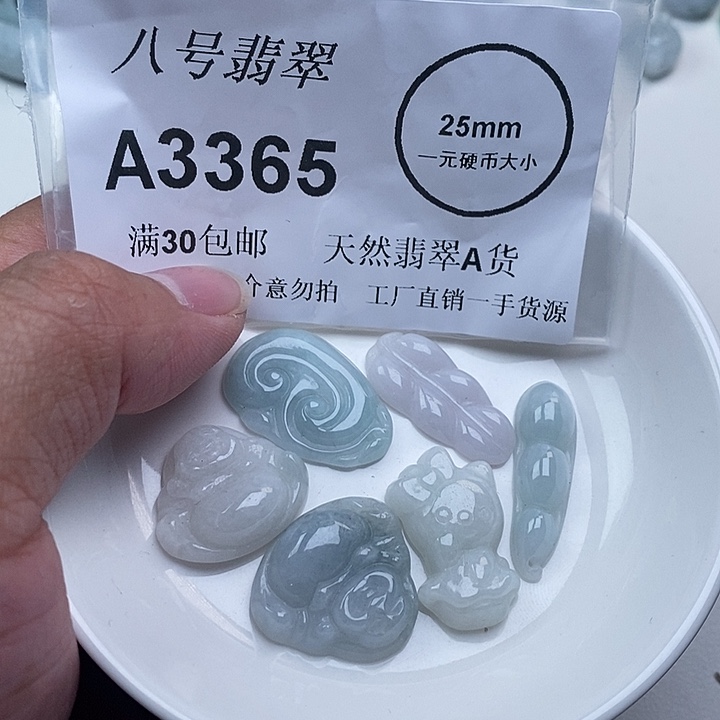 八号翡翠
25mm
一元硬币大小
A3365
满30包邮 天然翡翠A货
介意勿拍 工厂直销一手货源